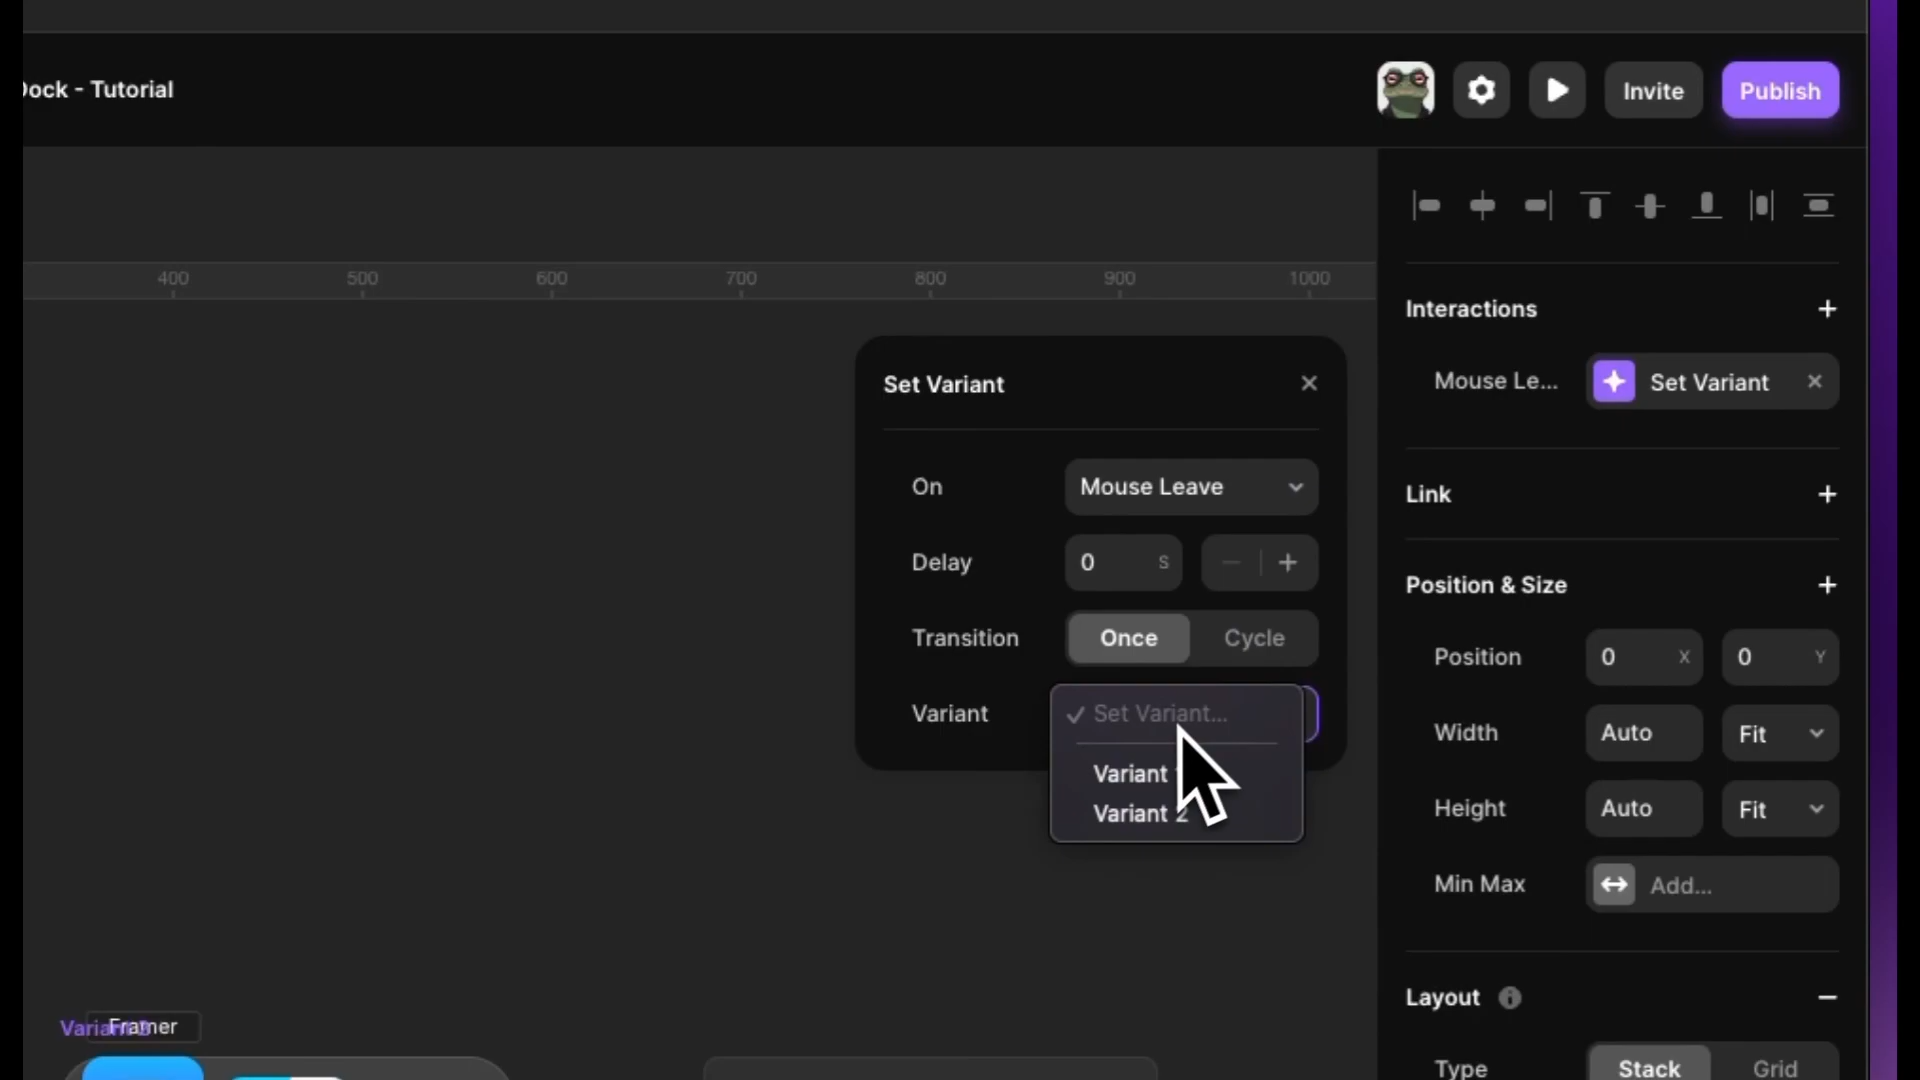 Dock - Tutorial
Invite
Publish
400 500 600 700 800 900 1000
Interactions
Mouse Le... Set Variant
Set Variant
On Mouse Leave
Delay 0 S
Transition Once Cycle
Variant Set Variant...
Variant
Variant 2
Link
Position & Size
Position 0 X 0 Y
Width Auto Fit
Height Auto Fit
Min Max Add...
Layout
Type Stack Grid
Framer